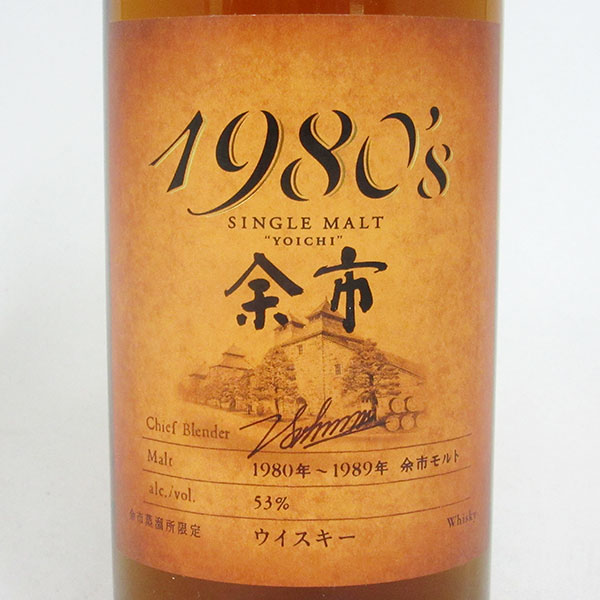 1980's
SINGLE MALT
"YOICHI"
余市
Chief Blender
Malt 1980年～1989年 余市モルト
alc./vol. 53%
余市蒸溜所限定 ウイスキー Whisky